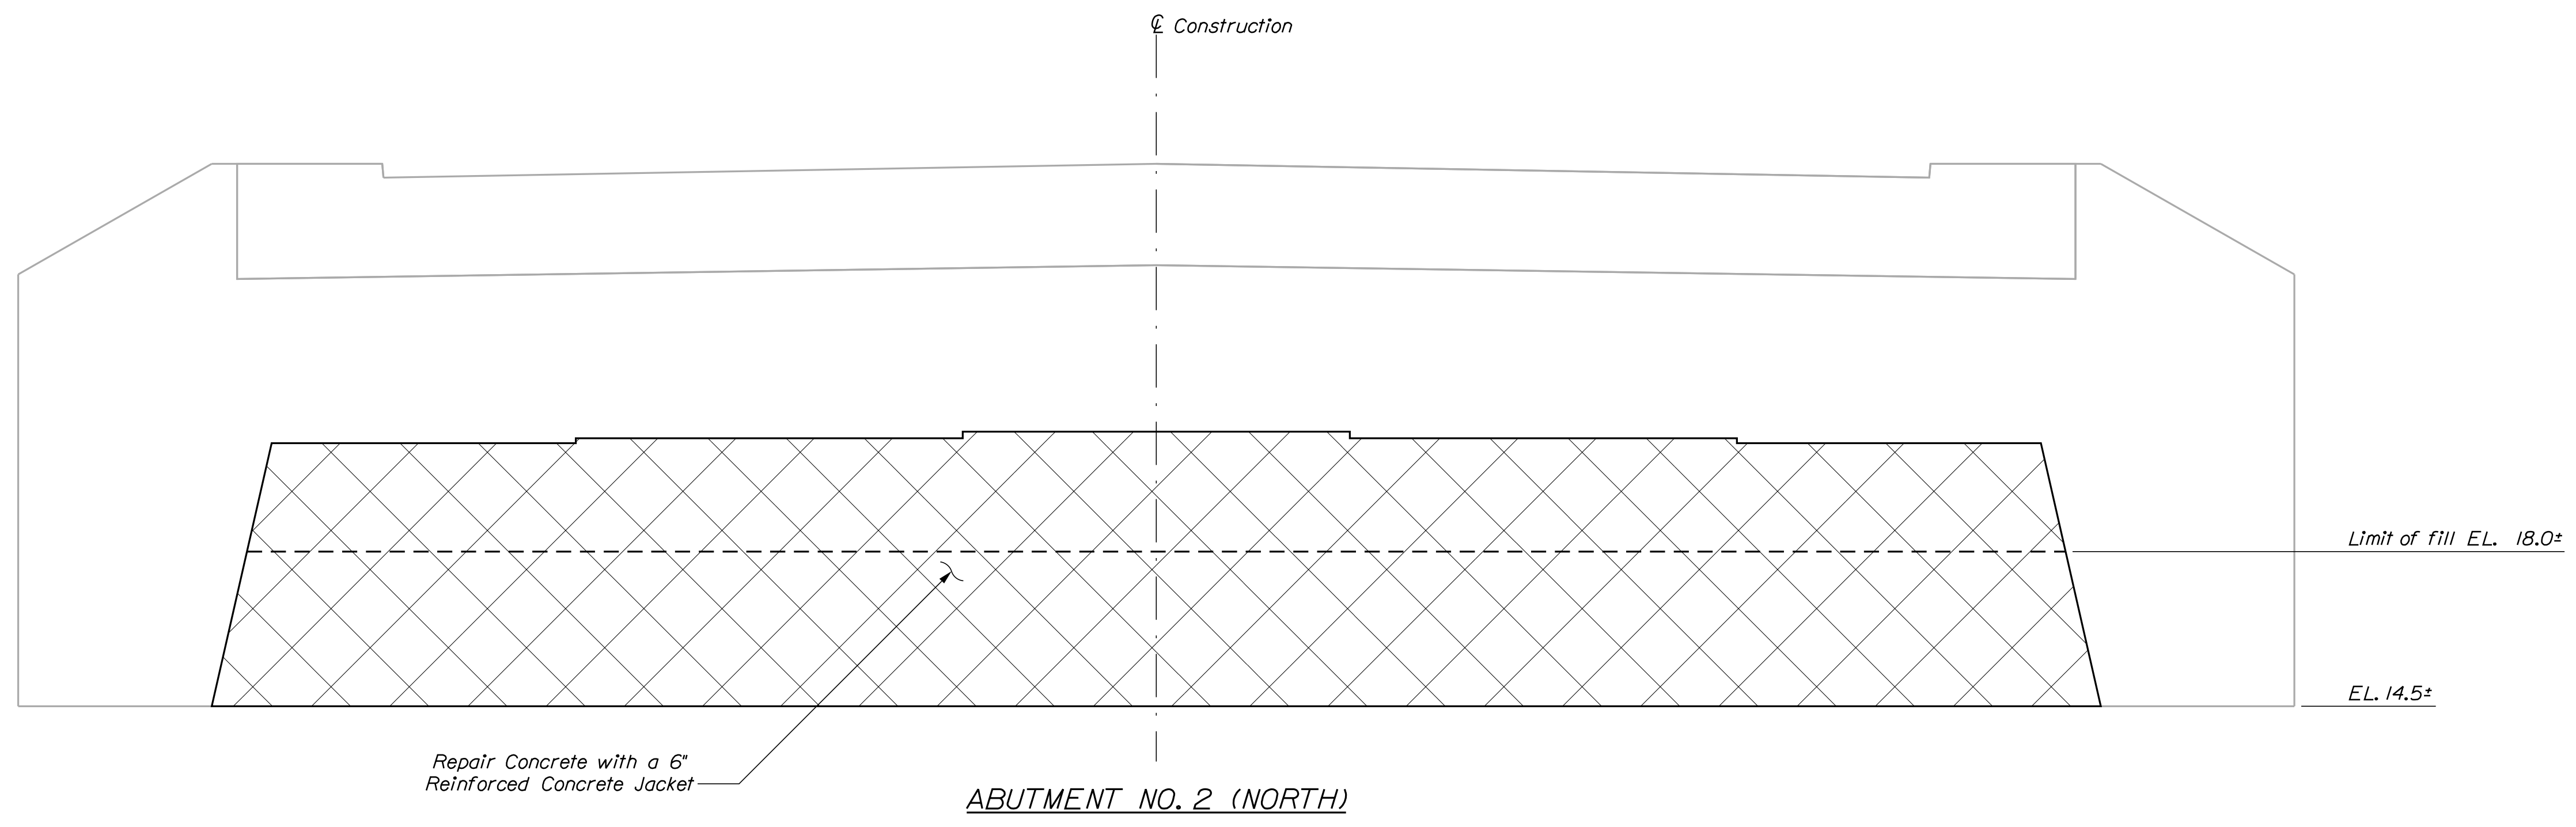 ℄ Construction
Limit of fill EL. 18.0±
EL. 14.5±
Repair Concrete with a 6"
Reinforced Concrete Jacket
ABUTMENT NO. 2 (NORTH)